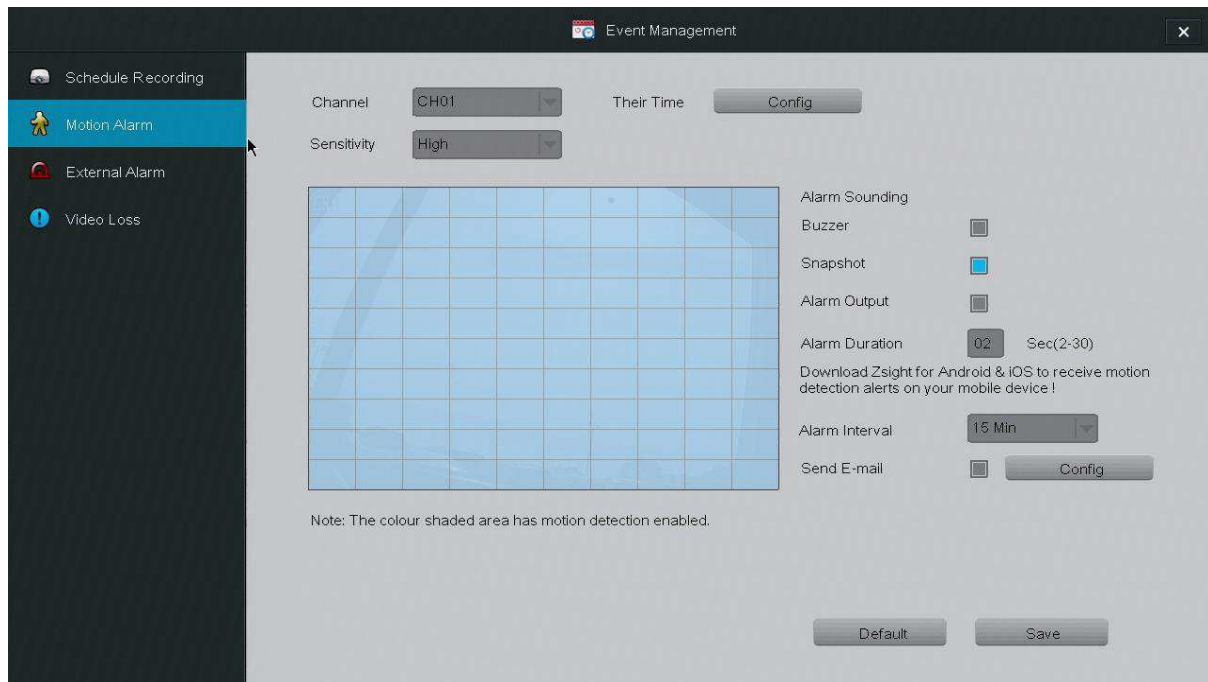 Event Management
Schedule Recording
Motion Alarm
External Alarm
Video Loss
Channel CH01 Their Time Config
Sensitivity High
Alarm Sounding
Buzzer
Snapshot
Alarm Output
Alarm Duration 02 Sec(2-30)
Download Zsight for Android & iOS to receive motion
detection alerts on your mobile device !
Alarm Interval 15 Min
Send E-mail Config
Note: The colour shaded area has motion detection enabled.
Default Save